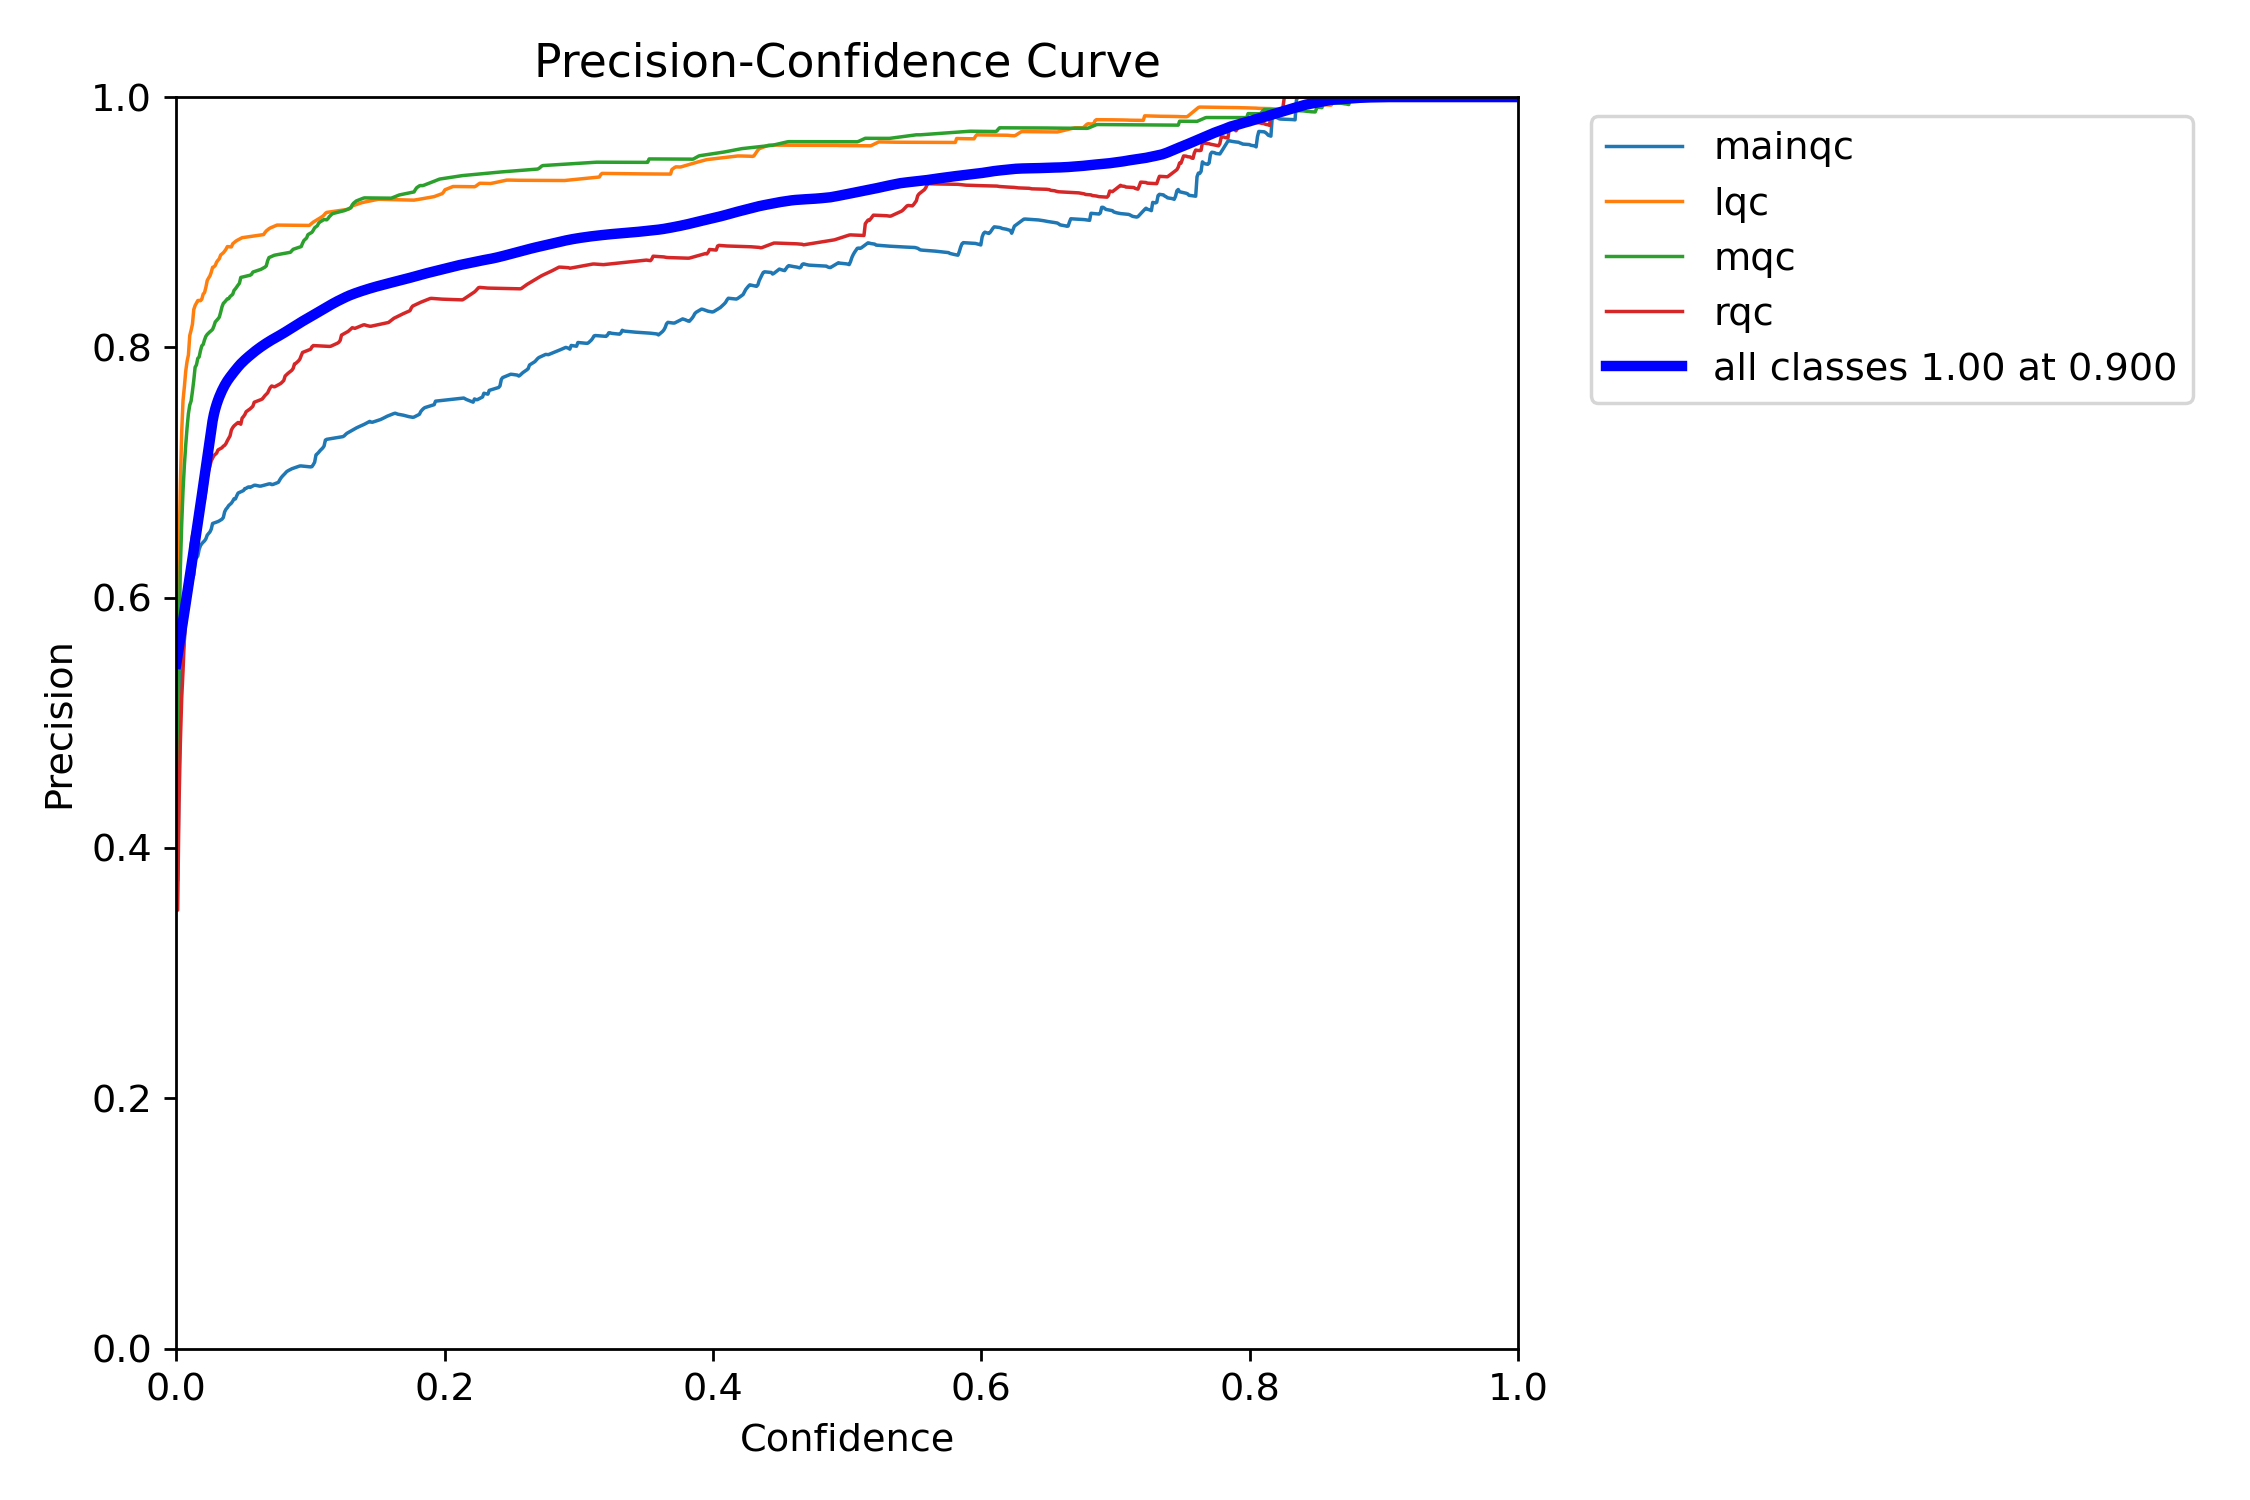 Precision-Confidence Curve
1.0
0.8
0.6
0.4
0.2
0.0
Precision
0.0 0.2 0.4 0.6 0.8 1.0
Confidence
mainqc
lqc
mqc
rqc
all classes 1.00 at 0.900